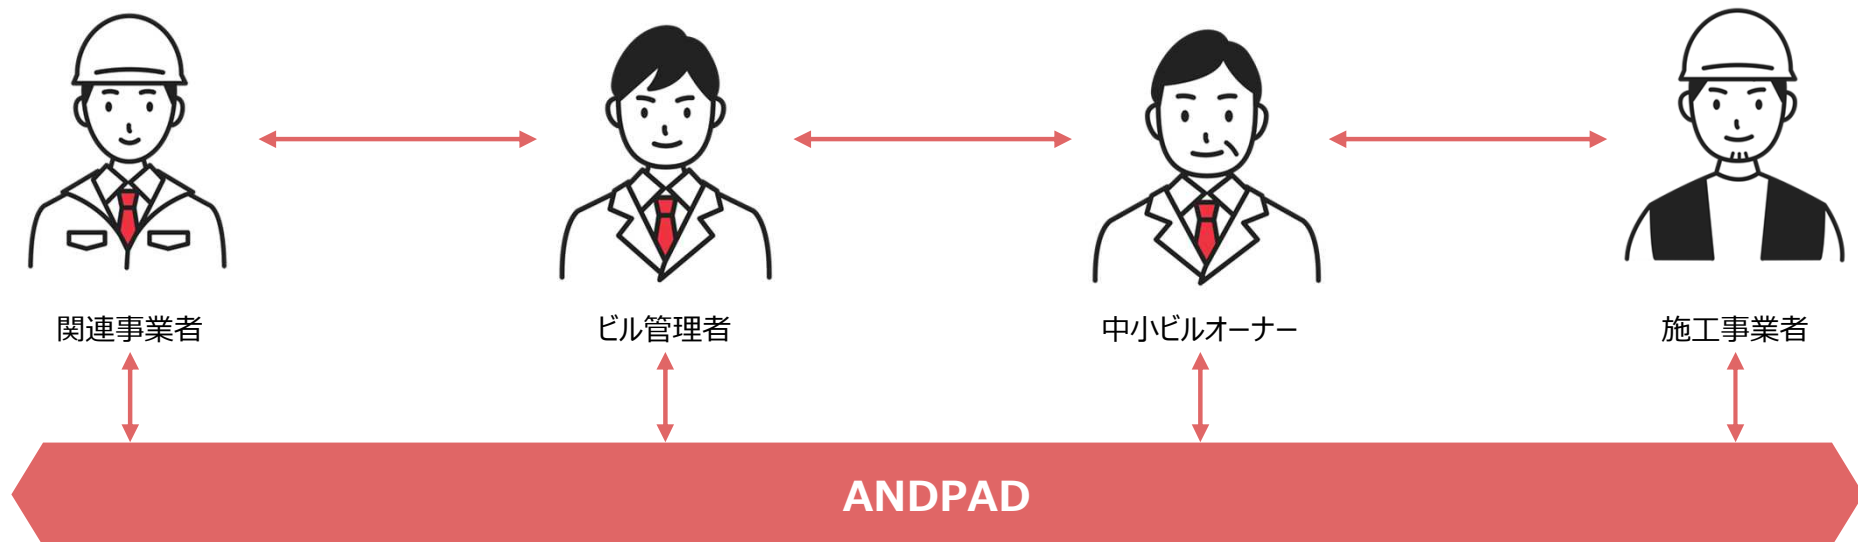 関連事業者
ビル管理者
中小ビルオーナー
施工事業者
ANDPAD